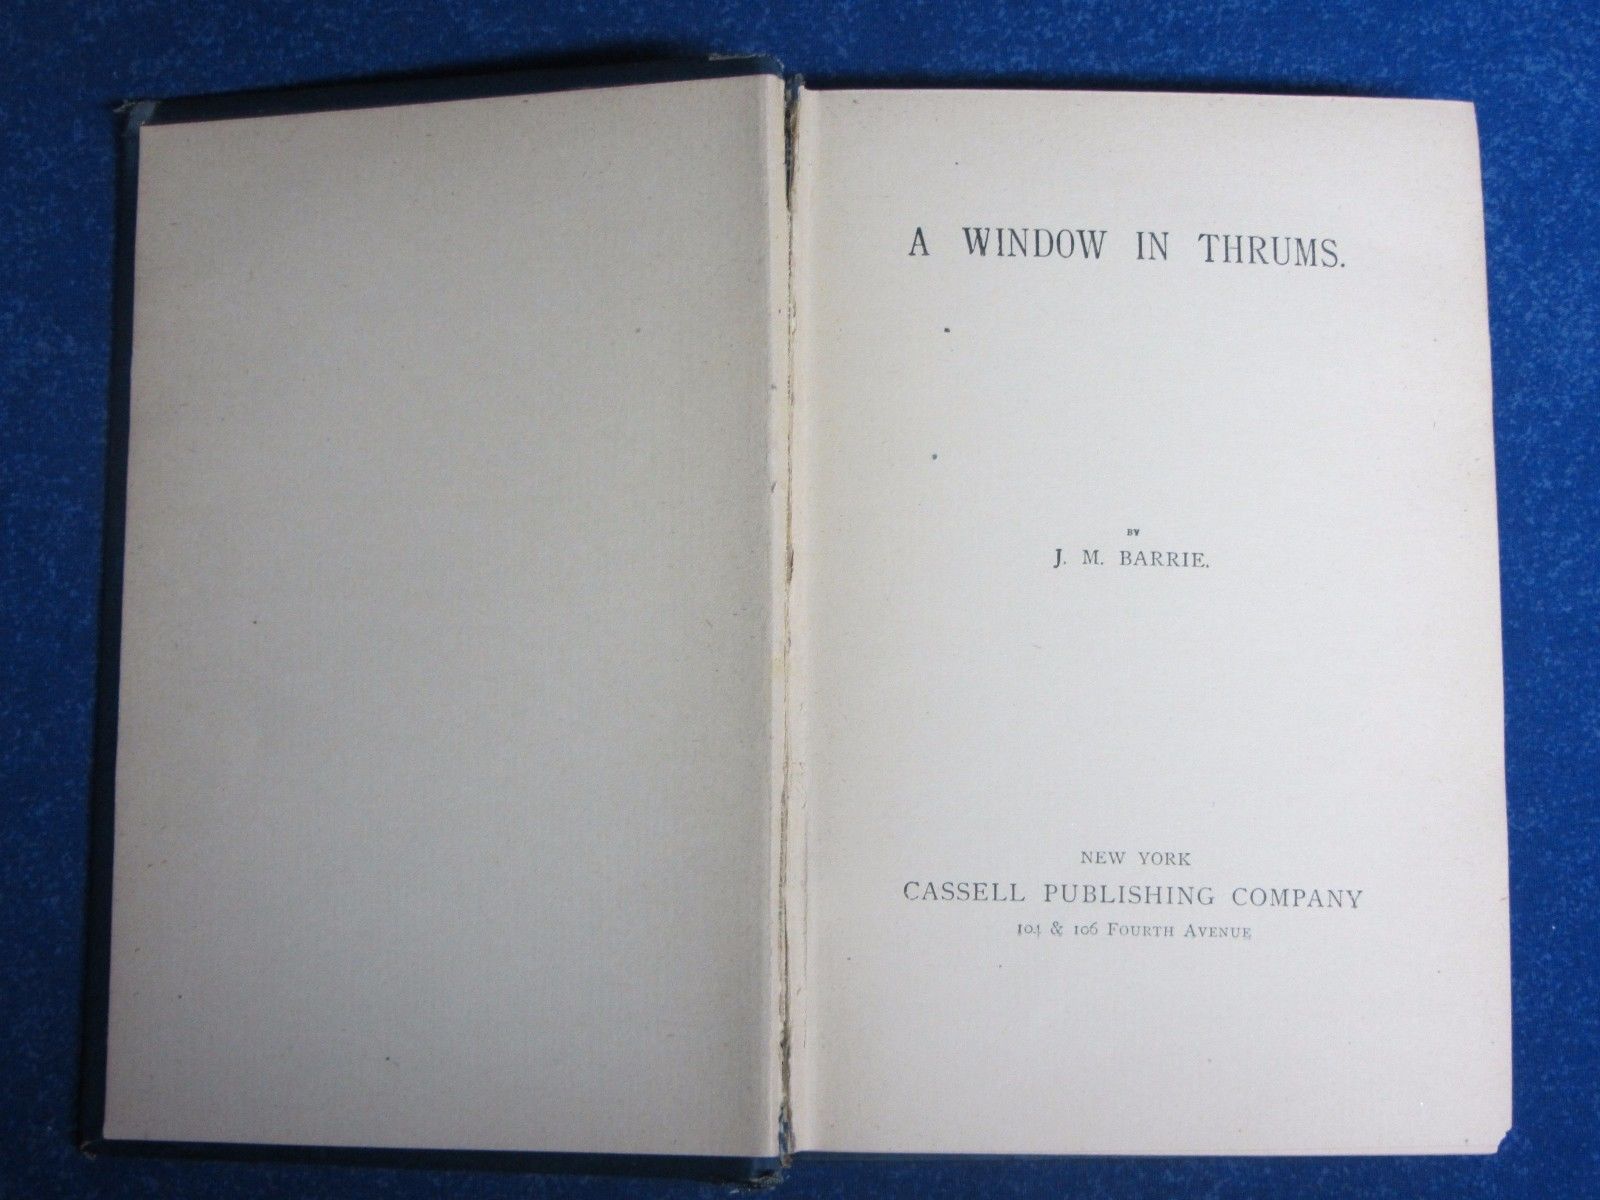 A WINDOW IN THRUMS.
BY
J. M. BARRIE.
NEW YORK
CASSELL PUBLISHING COMPANY
104 & 106 FOURTH AVENUE